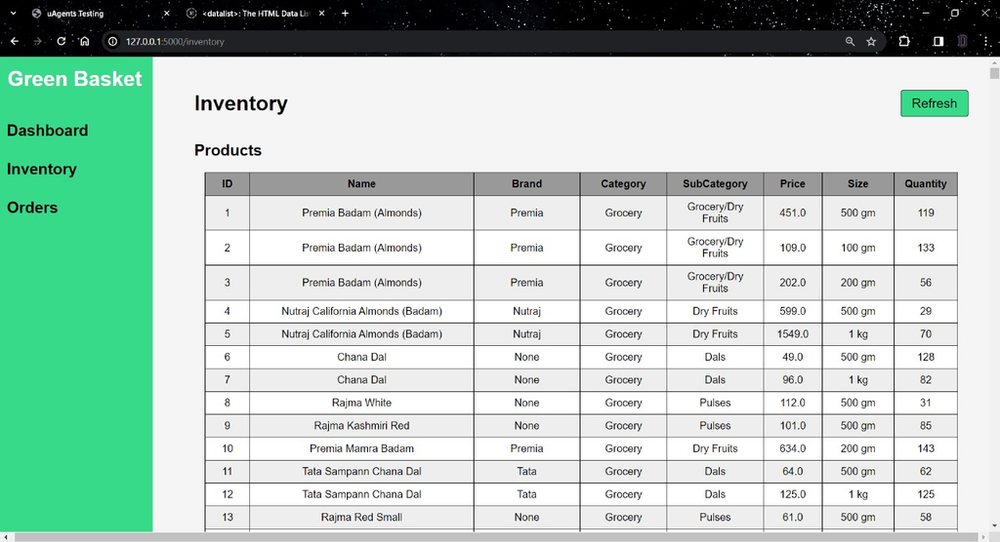 uAgents Testing
<datalist>: The HTML Data Lis
127.0.0.1:5000/inventory
Green Basket
Dashboard
Inventory
Orders
Inventory
Refresh
Products
ID Name Brand Category SubCategory Price Size Quantity
1 Premia Badam (Almonds) Premia Grocery Grocery/Dry Fruits 451.0 500 gm 119
2 Premia Badam (Almonds) Premia Grocery Grocery/Dry Fruits 109.0 100 gm 133
3 Premia Badam (Almonds) Premia Grocery Grocery/Dry Fruits 202.0 200 gm 56
4 Nutraj California Almonds (Badam) Nutraj Grocery Dry Fruits 599.0 500 gm 29
5 Nutraj California Almonds (Badam) Nutraj Grocery Dry Fruits 1549.0 1 kg 70
6 Chana Dal None Grocery Dals 49.0 500 gm 128
7 Chana Dal None Grocery Dals 96.0 1 kg 82
8 Rajma White None Grocery Pulses 112.0 500 gm 31
9 Rajma Kashmiri Red None Grocery Pulses 101.0 500 gm 85
10 Premia Mamra Badam Premia Grocery Dry Fruits 634.0 200 gm 143
11 Tata Sampann Chana Dal Tata Grocery Dals 64.0 500 gm 62
12 Tata Sampann Chana Dal Tata Grocery Dals 125.0 1 kg 125
13 Rajma Red Small None Grocery Pulses 61.0 500 gm 58